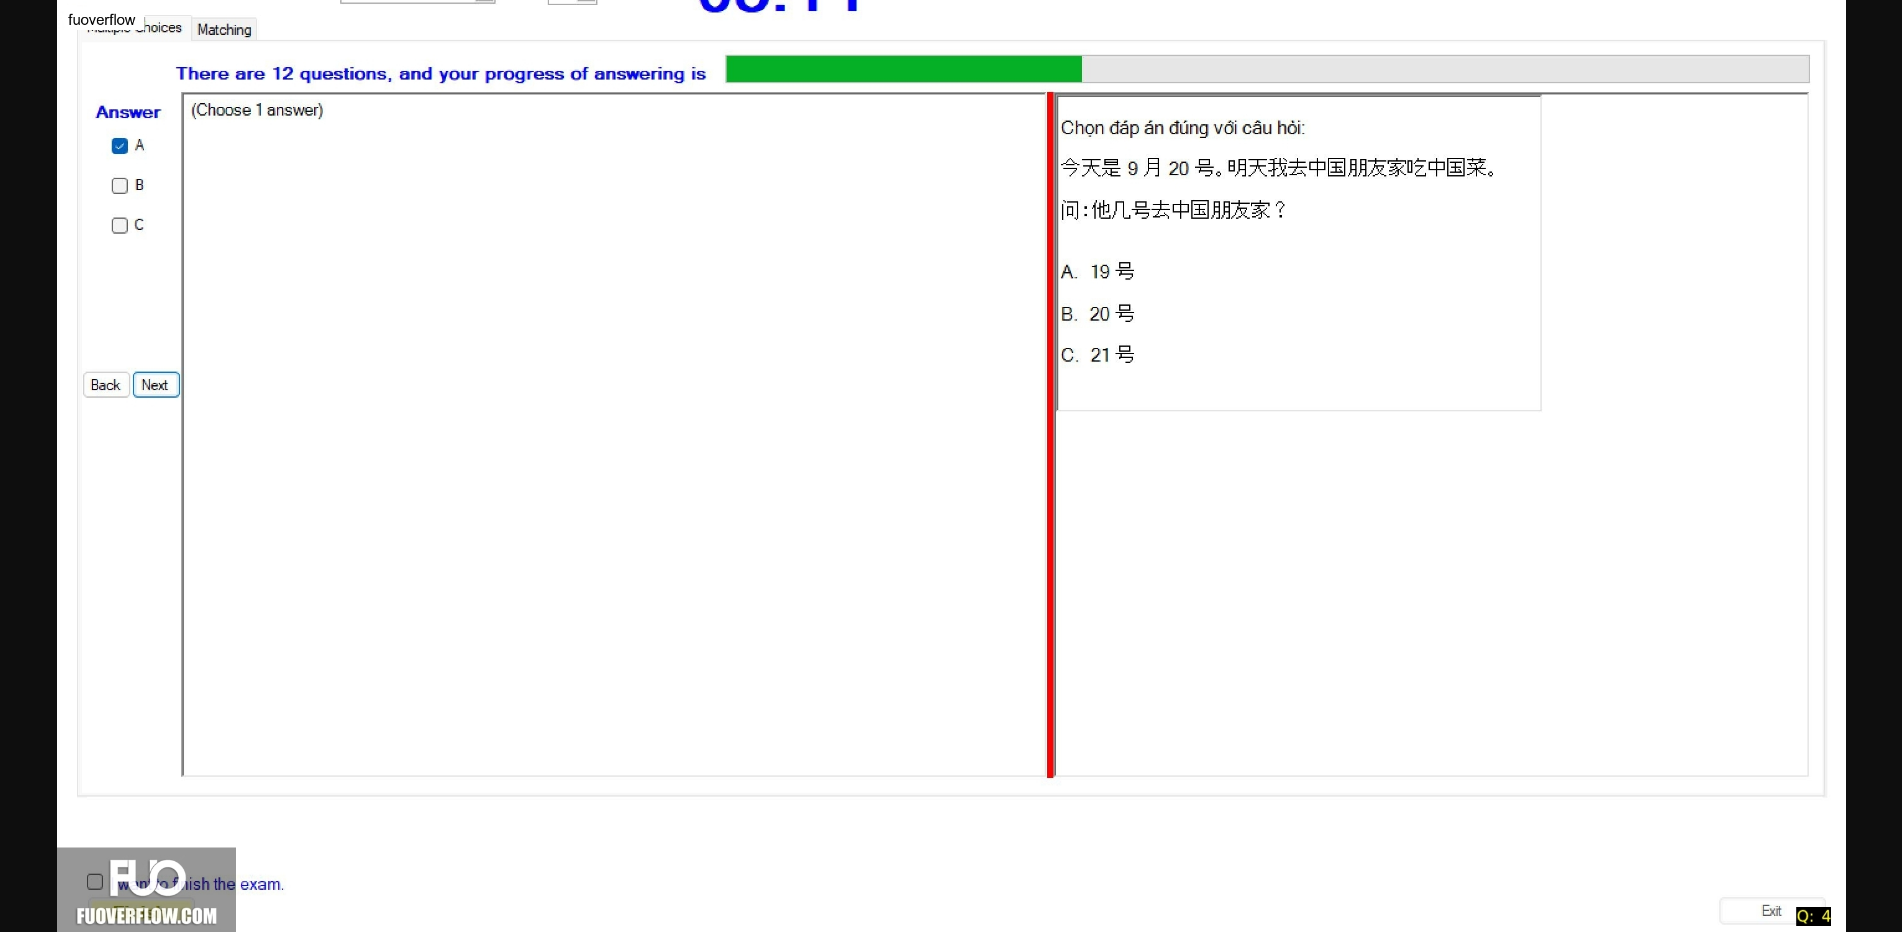 fuoverflow
Choices
Matching
There are 12 questions, and your progress of answering is
Answer
(Choose 1 answer)
A
B
C
Back
Next
Chọn đáp án đúng với câu hỏi:
今天是 9 月 20 号。明天我去中国朋友家吃中国菜。
问:他几号去中国朋友家?
A. 19 号
B. 20 号
C. 21 号
FUO
want to finish the exam.
FUOVERFLOW.COM
Exit
Q: 4